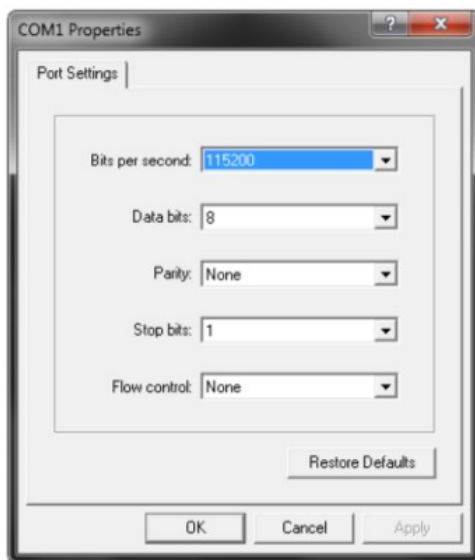 COM1 Properties
Port Settings
Bits per second: 115200
Data bits: 8
Parity: None
Stop bits: 1
Flow control: None
Restore Defaults
OK Cancel Apply